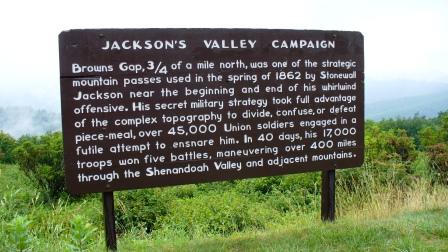 JACKSON'S VALLEY CAMPAIGN
Browns Gap, 3/4 of a mile north, was one of the strategic
mountain passes used in the spring of 1862 by Stonewall
Jackson near the beginning and end of his whirlwind
offensive. His secret military strategy took full advantage
of the complex topography to divide, confuse, or defeat
piece-meal, over 45,000 Union soldiers engaged in a
futile attempt to ensnare him. In 40 days, his 17,000
troops won five battles, maneuvering over 400 miles
through the Shenandoah Valley and adjacent mountains.